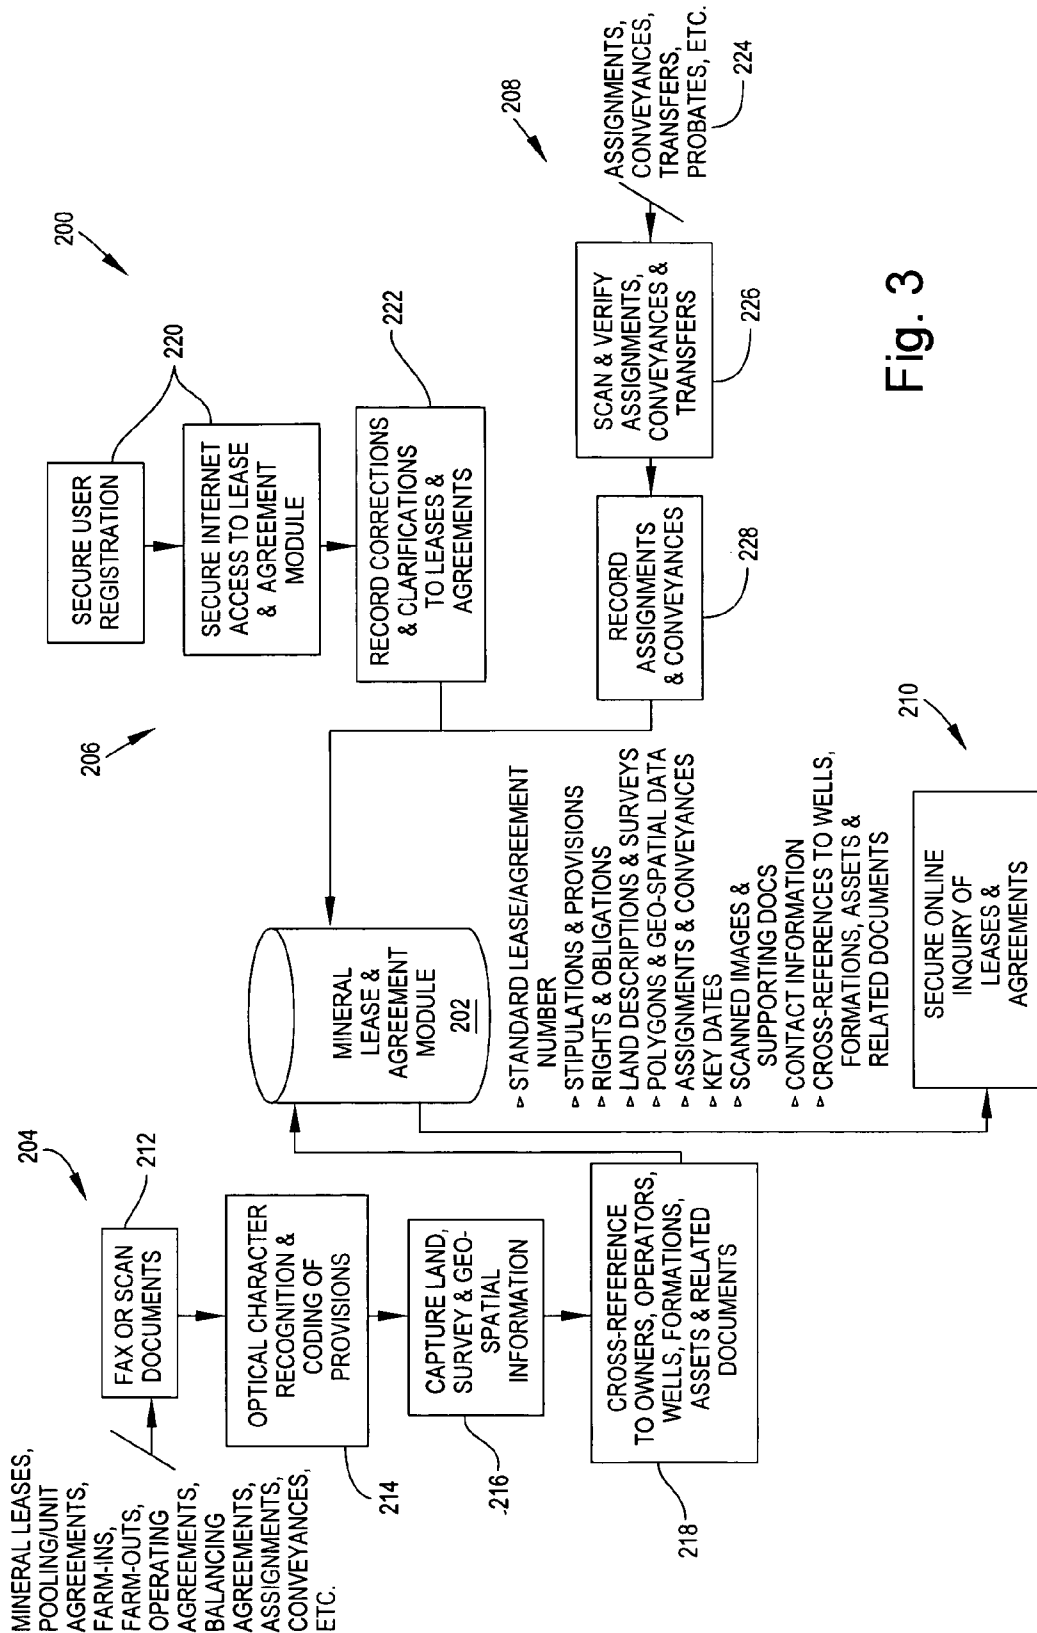 MINERAL LEASES,
POOLING/UNIT
AGREEMENTS,
FARM-INS,
FARM-OUTS,
OPERATING
AGREEMENTS,
BALANCING
AGREEMENTS,
ASSIGNMENTS,
CONVEYANCES,
ETC.
204
FAX OR SCAN
DOCUMENTS
212
OPTICAL CHARACTER
RECOGNITION &
CODING OF
PROVISIONS
214
CAPTURE LAND,
SURVEY & GEO-
SPATIAL
INFORMATION
216
CROSS-REFERENCE
TO OWNERS, OPERATORS,
WELLS, FORMATIONS,
ASSETS & RELATED
DOCUMENTS
218
MINERAL
LEASE &
AGREEMENT
MODULE
202
▹ STANDARD LEASE/AGREEMENT
NUMBER
▹ STIPULATIONS & PROVISIONS
▹ RIGHTS & OBLIGATIONS
▹ LAND DESCRIPTIONS & SURVEYS
▹ POLYGONS & GEO-SPATIAL DATA
▹ ASSIGNMENTS & CONVEYANCES
▹ KEY DATES
▹ SCANNED IMAGES &
SUPPORTING DOCS
▹ CONTACT INFORMATION
▹ CROSS-REFERENCES TO WELLS,
FORMATIONS, ASSETS &
RELATED DOCUMENTS
SECURE ONLINE
INQUIRY OF
LEASES &
AGREEMENTS
210
206
200
SECURE USER
REGISTRATION
220
SECURE INTERNET
ACCESS TO LEASE
& AGREEMENT
MODULE
RECORD CORRECTIONS
& CLARIFICATIONS
TO LEASES &
AGREEMENTS
222
208
ASSIGNMENTS,
CONVEYANCES,
TRANSFERS,
PROBATES, ETC.
224
SCAN & VERIFY
ASSIGNMENTS,
CONVEYANCES &
TRANSFERS
226
RECORD
ASSIGNMENTS
& CONVEYANCES
228
Fig. 3